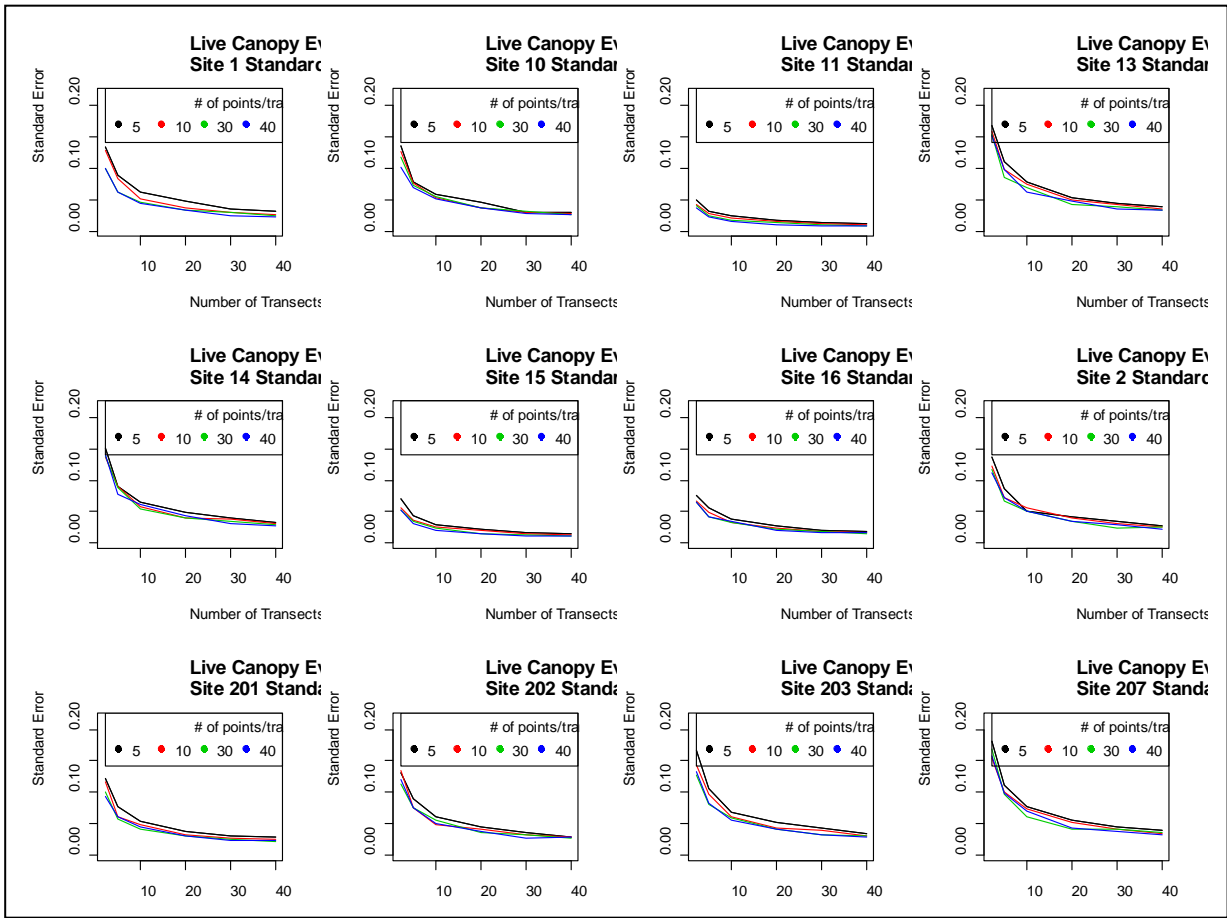 Live Canopy Ev
Site 1 Standard
Standard Error
0.20
0.10
0.00
# of points/tra
5 10 30 40
10 20 30 40
Number of Transects
Live Canopy Ev
Site 10 Standar
Standard Error
0.20
0.10
0.00
# of points/tra
5 10 30 40
10 20 30 40
Number of Transects
Live Canopy Ev
Site 11 Standar
Standard Error
0.20
0.10
0.00
# of points/tra
5 10 30 40
10 20 30 40
Number of Transects
Live Canopy Ev
Site 13 Standar
Standard Error
0.20
0.10
0.00
# of points/tra
5 10 30 40
10 20 30 40
Number of Transects
Live Canopy Ev
Site 14 Standar
Standard Error
0.20
0.10
0.00
# of points/tra
5 10 30 40
10 20 30 40
Number of Transects
Live Canopy Ev
Site 15 Standar
Standard Error
0.20
0.10
0.00
# of points/tra
5 10 30 40
10 20 30 40
Number of Transects
Live Canopy Ev
Site 16 Standar
Standard Error
0.20
0.10
0.00
# of points/tra
5 10 30 40
10 20 30 40
Number of Transects
Live Canopy Ev
Site 2 Standard
Standard Error
0.20
0.10
0.00
# of points/tra
5 10 30 40
10 20 30 40
Number of Transects
Live Canopy Ev
Site 201 Standa
Standard Error
0.20
0.10
0.00
# of points/tra
5 10 30 40
10 20 30 40
Live Canopy Ev
Site 202 Standa
Standard Error
0.20
0.10
0.00
# of points/tra
5 10 30 40
10 20 30 40
Live Canopy Ev
Site 203 Standa
Standard Error
0.20
0.10
0.00
# of points/tra
5 10 30 40
10 20 30 40
Live Canopy Ev
Site 207 Standa
Standard Error
0.20
0.10
0.00
# of points/tra
5 10 30 40
10 20 30 40